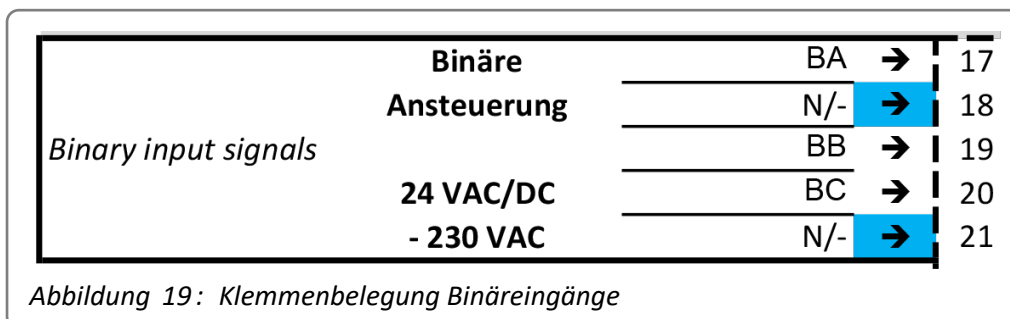 Binäre BA ➔ 17
Ansteuerung N/- ➔ 18
Binary input signals BB ➔ 19
24 VAC/DC BC ➔ 20
- 230 VAC N/- ➔ 21
Abbildung 19: Klemmenbelegung Binäreingänge